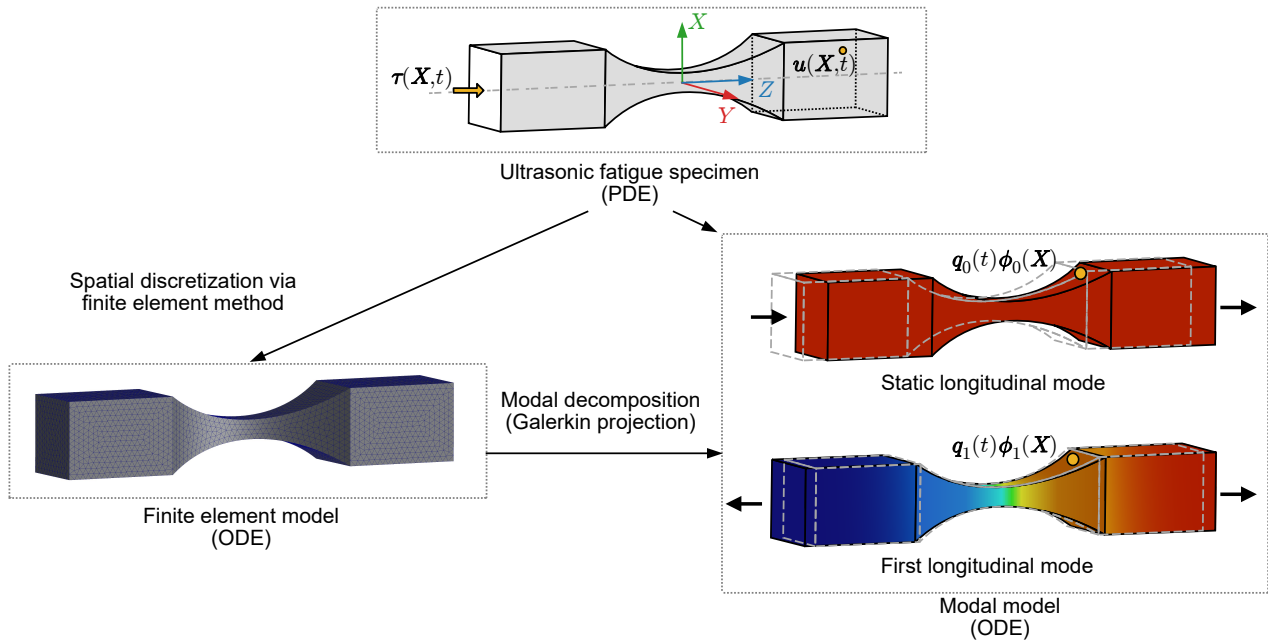 X
τ(X,t)
u(X,t)
Z
Y
Ultrasonic fatigue specimen
(PDE)
Spatial discretization via
finite element method
q₀(t)ϕ₀(X)
Static longitudinal mode
Modal decomposition
(Galerkin projection)
q₁(t)ϕ₁(X)
Finite element model
(ODE)
First longitudinal mode
Modal model
(ODE)